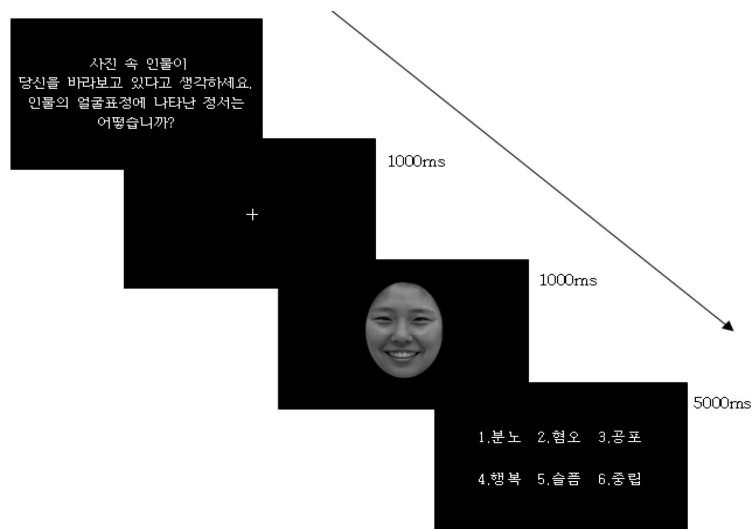 사진 속 인물이
당신을 바라보고 있다고 생각하세요.
인물의 얼굴표정에 나타난 정서는
어떻습니까?
1000ms
+
1000ms
5000ms
1.분노 2.혐오 3.공포
4.행복 5.슬픔 6.중립